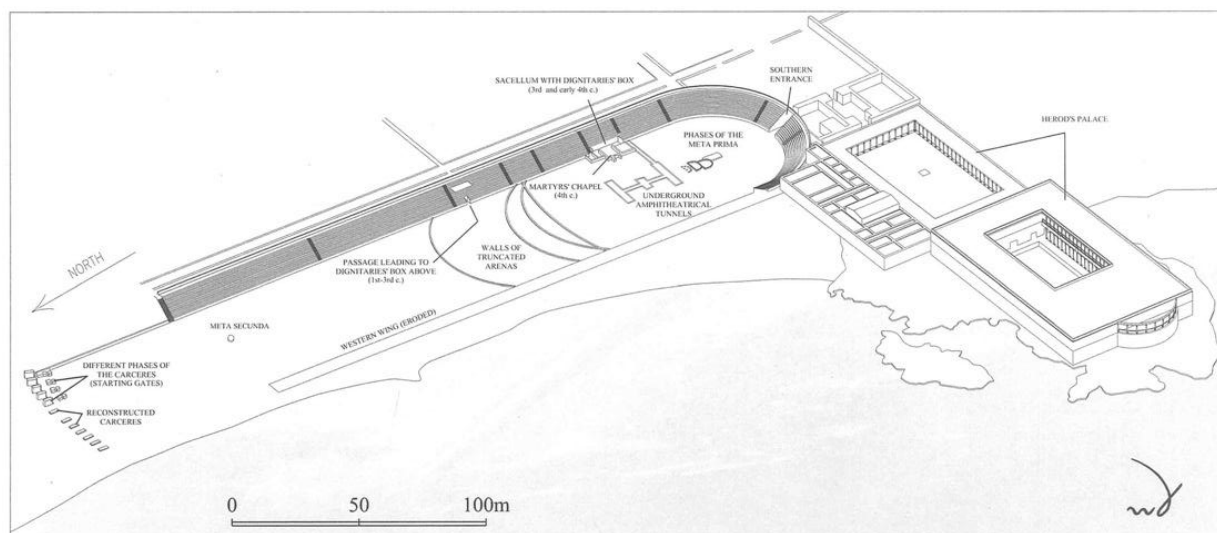 SOUTHERN
ENTRANCE
SACELLUM WITH DIGNITARIES' BOX
(3rd and early 4th c.)
HEROD'S PALACE
PHASES OF THE
META PRIMA
MARTYRS' CHAPEL
(4th c.)
UNDERGROUND
AMPHITHEATRICAL
TUNNELS
WALLS OF
TRUNCATED
ARENAS
PASSAGE LEADING TO
DIGNITARIES' BOX ABOVE
(1st-3rd c.)
NORTH
WESTERN WING (ERODED)
META SECUNDA
DIFFERENT PHASES OF
THE CARCERES
(STARTING GATES)
RECONSTRUCTED
CARCERES
0 50 100m